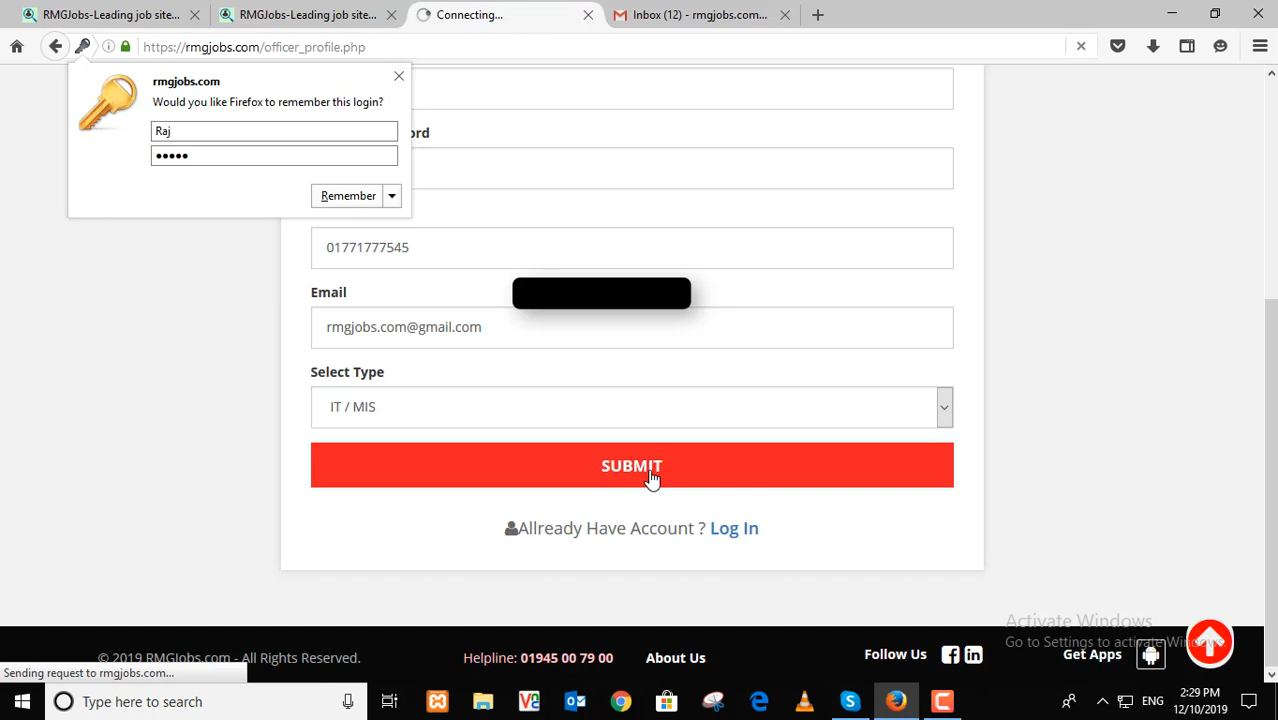 RMGJobs-Leading job site...
RMGJobs-Leading job site...
Connecting...
Inbox (12) - rmgjobs.com...
https://rmgjobs.com/officer_profile.php
rmgjobs.com
Would you like Firefox to remember this login?
Raj
•••••
Remember
ord
01771777545
Email
rmgjobs.com@gmail.com
Select Type
IT / MIS
SUBMIT
Allready Have Account ? Log In
Activate Windows
Go to Settings to activate Windows.
© 2019 RMGJobs.com - All Rights Reserved.
Helpline: 01945 00 79 00
About Us
Follow Us
Get Apps
Sending request to rmgjobs.com...
Type here to search
ENG
2:29 PM
12/10/2019